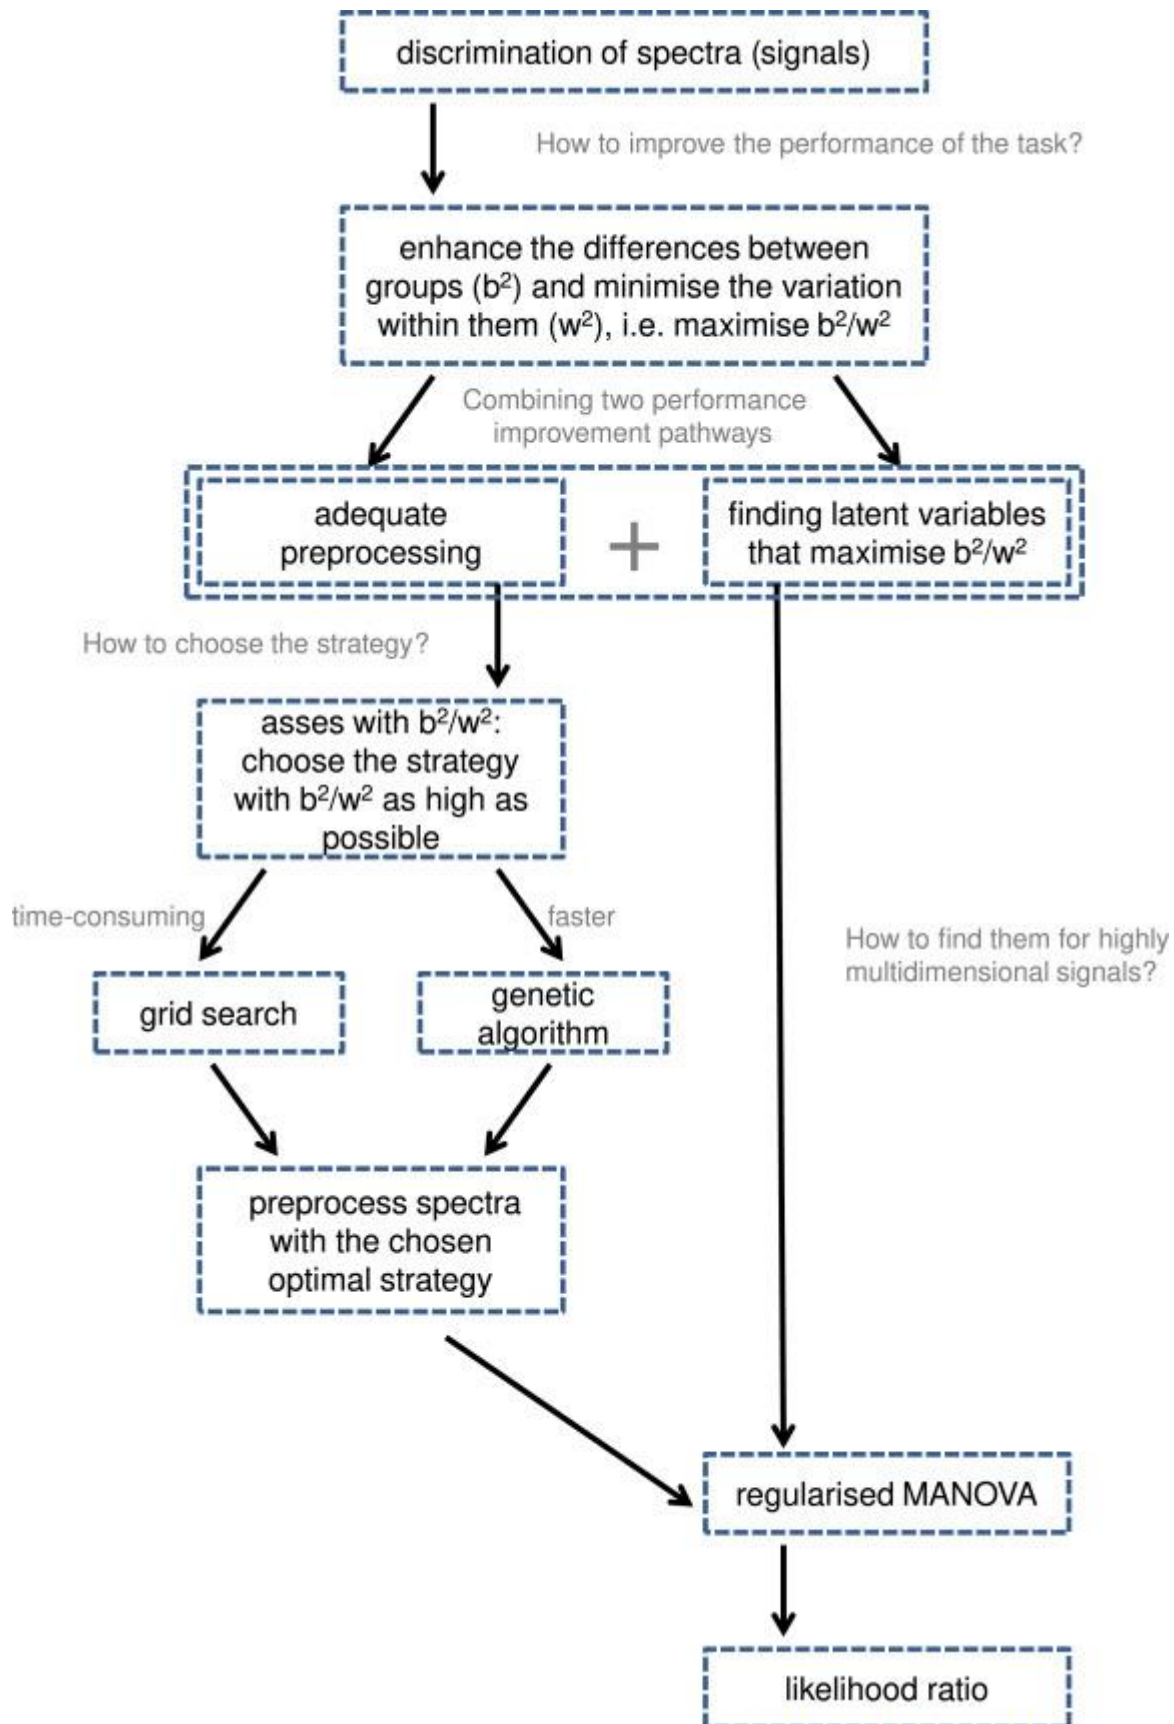 discrimination of spectra (signals)
How to improve the performance of the task?
enhance the differences between
groups (b²) and minimise the variation
within them (w²), i.e. maximise b²/w²
Combining two performance
improvement pathways
adequate
preprocessing
+
finding latent variables
that maximise b²/w²
How to choose the strategy?
asses with b²/w²:
choose the strategy
with b²/w² as high as
possible
time-consuming
faster
How to find them for highly
multidimensional signals?
grid search
genetic
algorithm
preprocess spectra
with the chosen
optimal strategy
regularised MANOVA
likelihood ratio